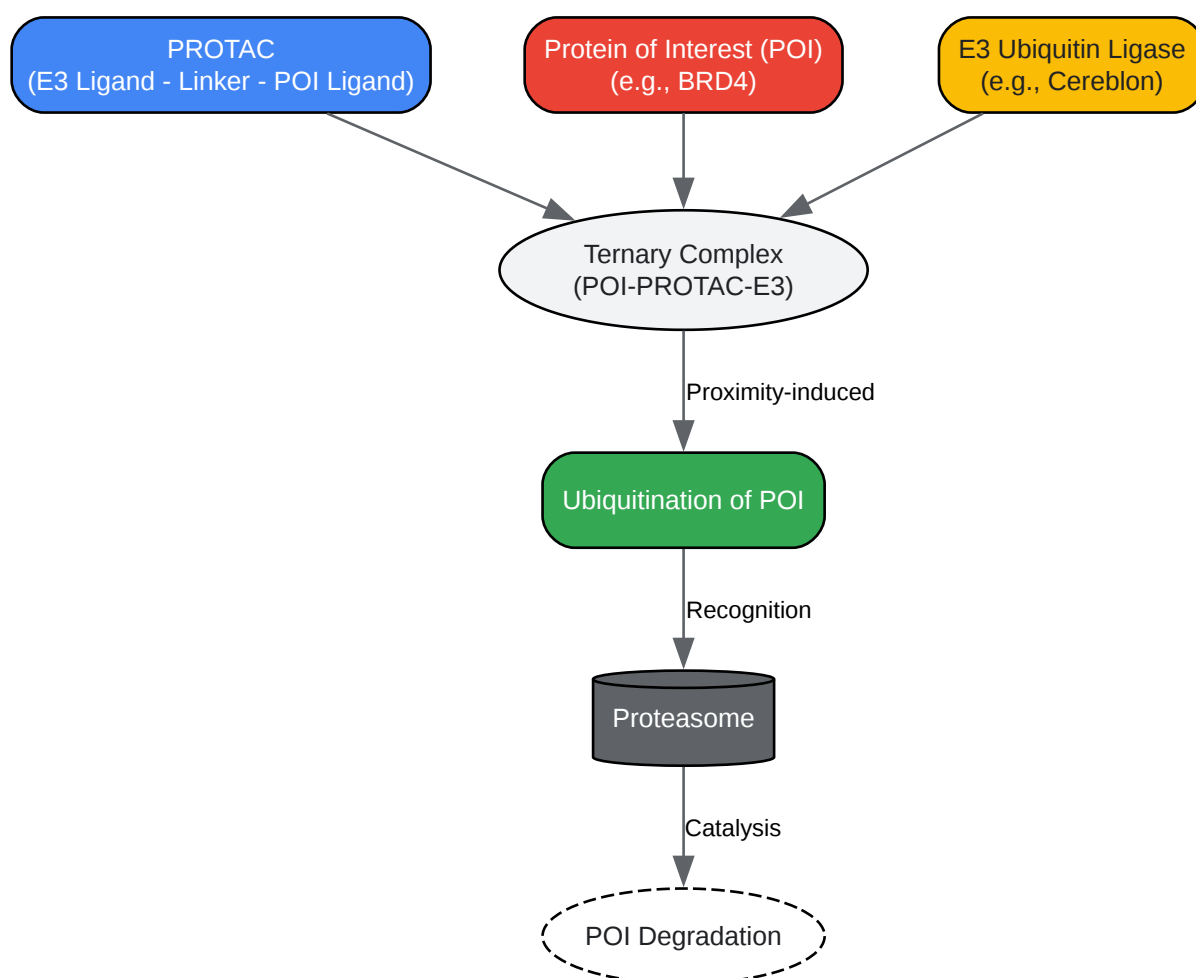 PROTAC
(E3 Ligand - Linker - POI Ligand)
Protein of Interest (POI)
(e.g., BRD4)
E3 Ubiquitin Ligase
(e.g., Cereblon)
Ternary Complex
(POI-PROTAC-E3)
Proximity-induced
Ubiquitination of POI
Recognition
Proteasome
Catalysis
POI Degradation